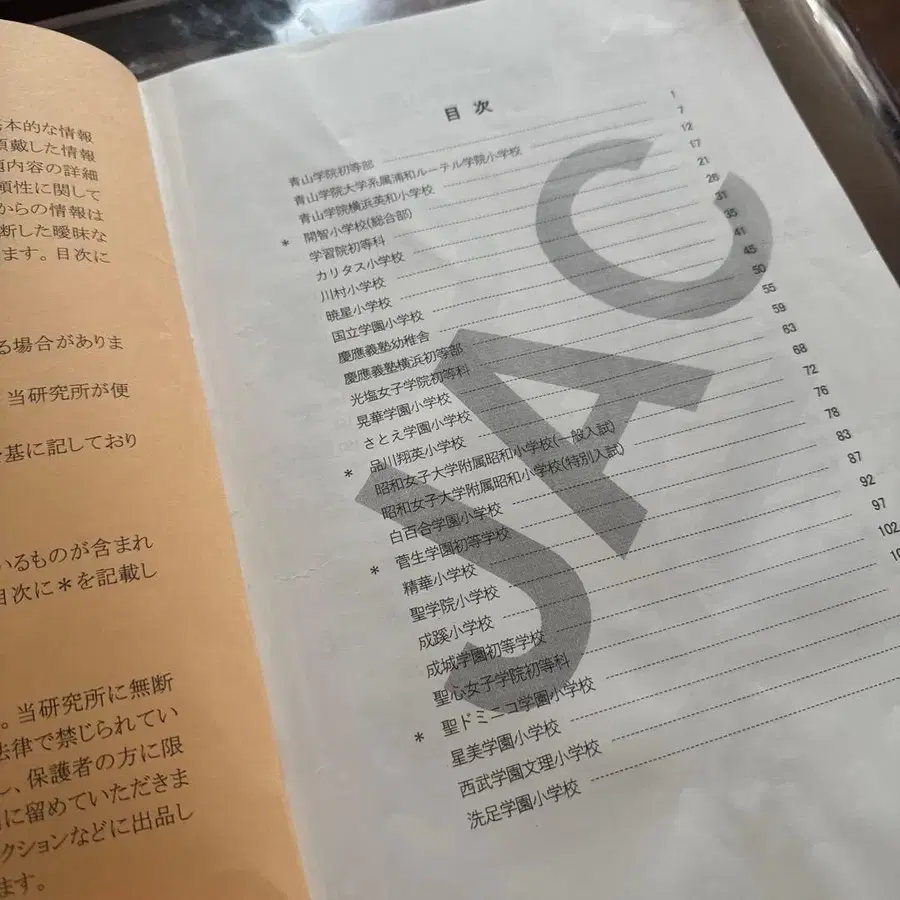 本的な情報
頂戴した情報
内容の詳細
頼性に関して
からの情報は
断した曖昧な
ます。目次に
る場合がありま
当研究所が便
基に記しており
いるものが含まれ
目次に＊を記載し
。当研究所に無断
法律で禁じられてい
し、保護者の方に限
に留めていただきま
クションなどに出品し
ます。
目次
青山学院初等部 1
青山学院大学系属浦和ルーテル学院小学校 7
青山学院横浜英和小学校 12
* 開智小学校(総合部) 17
学習院初等科 21
カリタス小学校 26
川村小学校 31
暁星小学校 35
国立学園小学校 41
慶應義塾幼稚舎 45
慶應義塾横浜初等部 50
光塩女子学院初等科 55
晃華学園小学校 59
さとえ学園小学校 63
* 品川翔英小学校 68
昭和女子大学附属昭和小学校(一般入試) 72
昭和女子大学附属昭和小学校(特別入試) 76
白百合学園小学校 78
* 菅生学園初等学校 83
精華小学校 87
聖学院小学校 92
成蹊小学校 97
成城学園初等学校 102
聖心女子学院初等科
* 聖ドミニコ学園小学校
星美学園小学校
西武学園文理小学校
洗足学園小学校
JAC